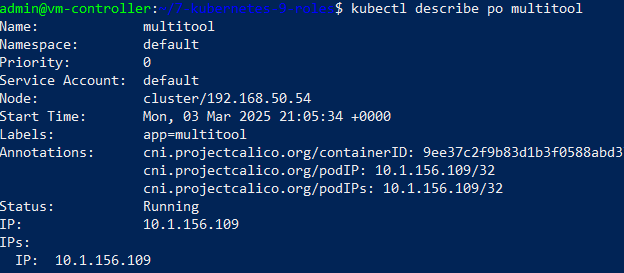 admin@vm-controller:~/7_kubernetes_9_roles$ kubectl describe po multitool
Name: multitool
Namespace: default
Priority: 0
Service Account: default
Node: cluster/192.168.50.54
Start Time: Mon, 03 Mar 2025 21:05:34 +0000
Labels: app=multitool
Annotations: cni.projectcalico.org/containerID: 9ee37c2f9b83d1b3f0588abd3
cni.projectcalico.org/podIP: 10.1.156.109/32
cni.projectcalico.org/podIPs: 10.1.156.109/32
Status: Running
IP: 10.1.156.109
IPs:
IP: 10.1.156.109